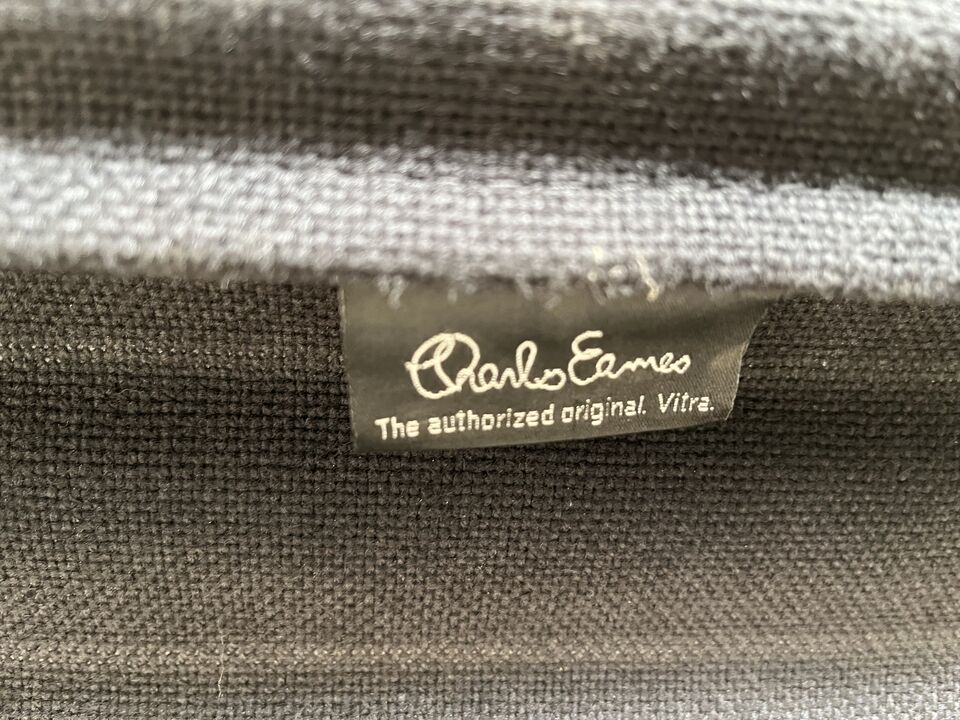 Charles Eames
The authorized original. Vitra.